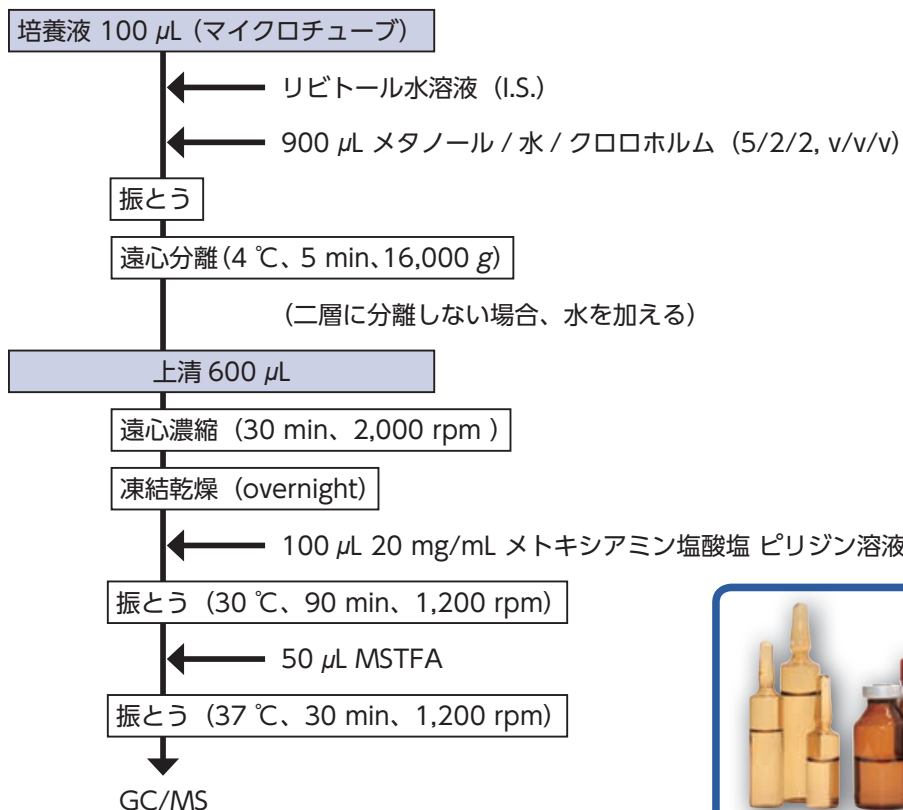 培養液 100 µL（マイクロチューブ）
リビトール水溶液（I.S.）
900 µL メタノール / 水 / クロロホルム（5/2/2, v/v/v）
振とう
遠心分離(4 ℃、5 min、16,000 g)
（二層に分離しない場合、水を加える）
上清 600 µL
遠心濃縮（30 min、2,000 rpm ）
凍結乾燥（overnight）
100 µL 20 mg/mL メトキシアミン塩酸塩 ピリジン溶液
振とう（30 ℃、90 min、1,200 rpm）
50 µL MSTFA
振とう（37 ℃、30 min、1,200 rpm）
GC/MS